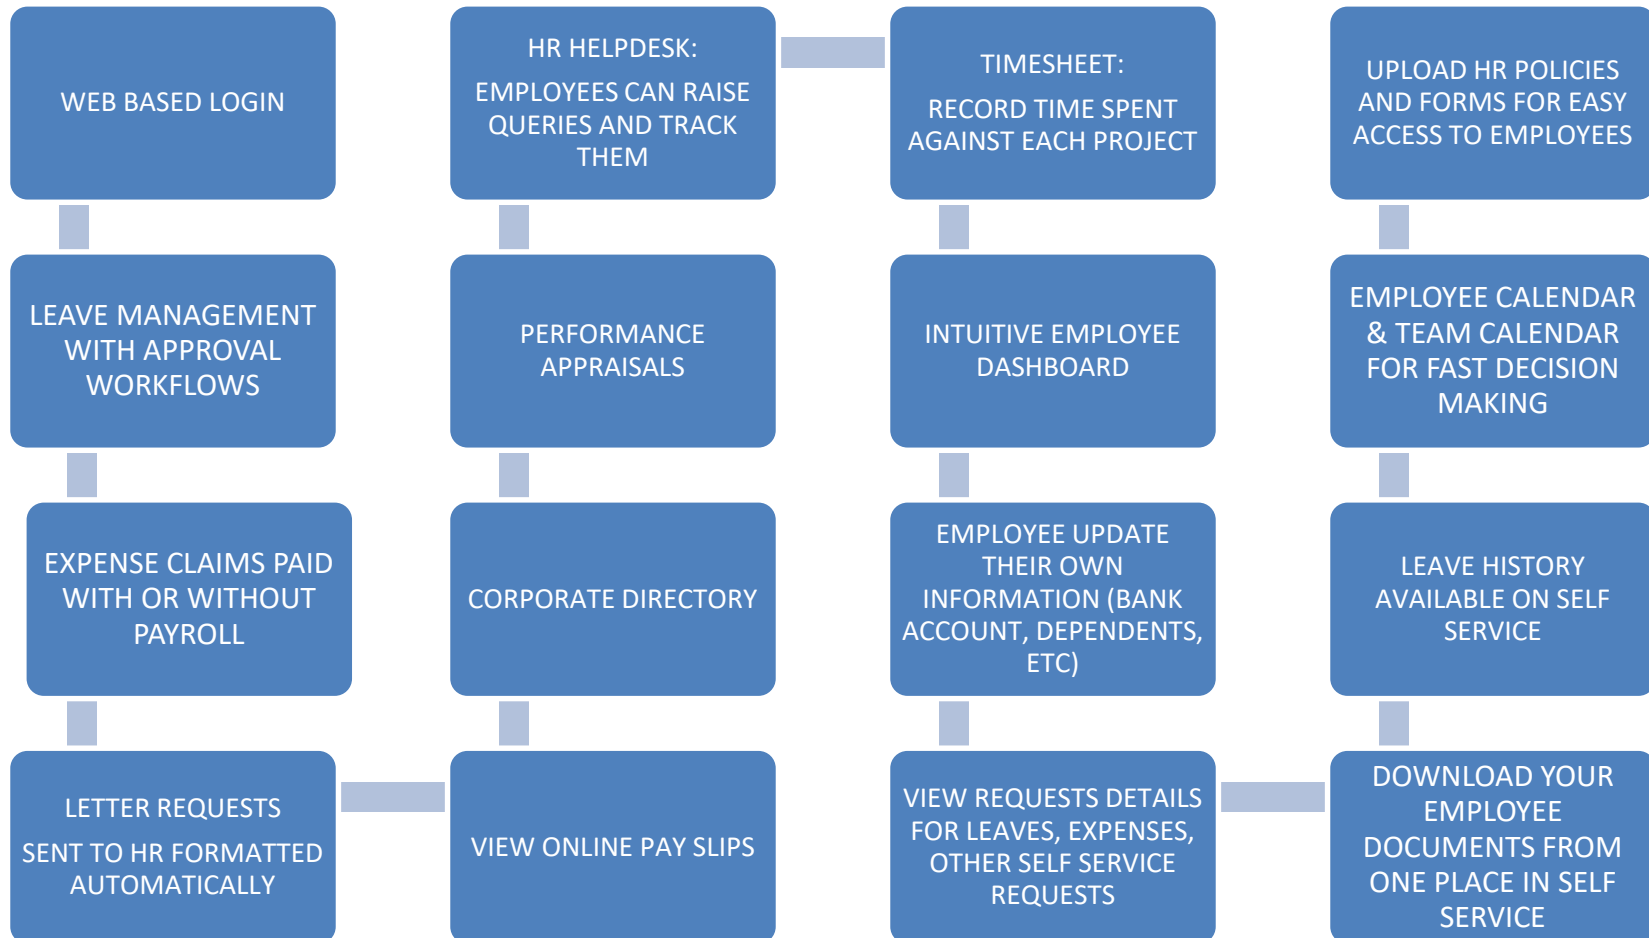 WEB BASED LOGIN
LEAVE MANAGEMENT
WITH APPROVAL
WORKFLOWS
EXPENSE CLAIMS PAID
WITH OR WITHOUT
PAYROLL
LETTER REQUESTS
SENT TO HR FORMATTED
AUTOMATICALLY
VIEW ONLINE PAY SLIPS
CORPORATE DIRECTORY
PERFORMANCE
APPRAISALS
HR HELPDESK:
EMPLOYEES CAN RAISE
QUERIES AND TRACK
THEM
TIMESHEET:
RECORD TIME SPENT
AGAINST EACH PROJECT
INTUITIVE EMPLOYEE
DASHBOARD
EMPLOYEE UPDATE
THEIR OWN
INFORMATION (BANK
ACCOUNT, DEPENDENTS,
ETC)
VIEW REQUESTS DETAILS
FOR LEAVES, EXPENSES,
OTHER SELF SERVICE
REQUESTS
DOWNLOAD YOUR
EMPLOYEE
DOCUMENTS FROM
ONE PLACE IN SELF
SERVICE
LEAVE HISTORY
AVAILABLE ON SELF
SERVICE
EMPLOYEE CALENDAR
& TEAM CALENDAR
FOR FAST DECISION
MAKING
UPLOAD HR POLICIES
AND FORMS FOR EASY
ACCESS TO EMPLOYEES